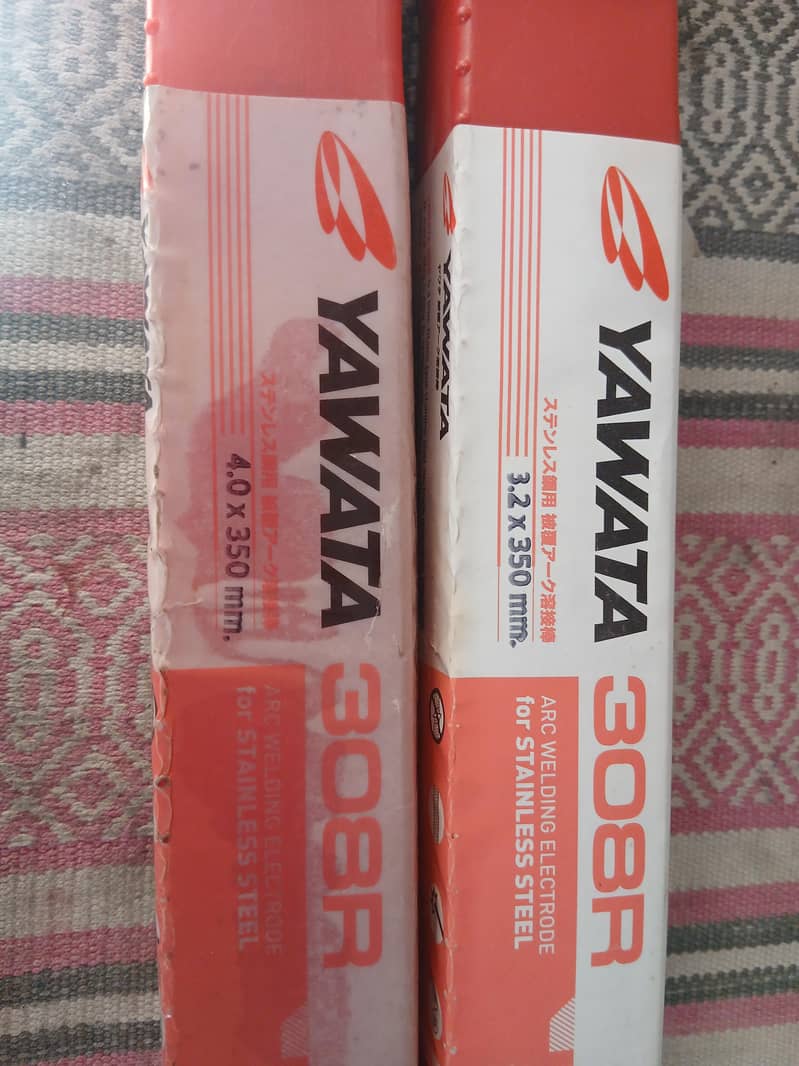 YAWATA 308R
ステンレス鋼用 被覆アーク溶接棒
4.0 x 350 mm.
ARC WELDING ELECTRODE
for STAINLESS STEEL
YAWATA
YAWATA 308R
ステンレス鋼用 被覆アーク溶接棒
3.2 x 350 mm.
ARC WELDING ELECTRODE
for STAINLESS STEEL